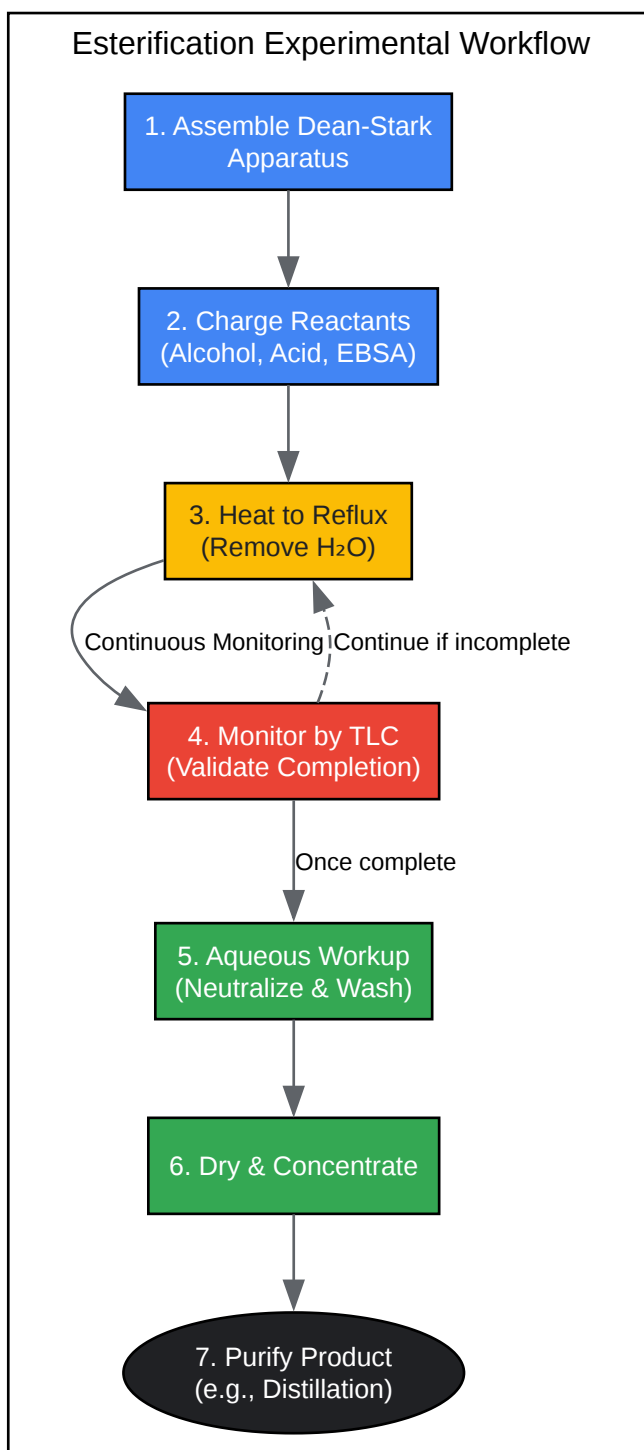 Esterification Experimental Workflow
1. Assemble Dean-Stark
Apparatus
2. Charge Reactants
(Alcohol, Acid, EBSA)
3. Heat to Reflux
(Remove H₂O)
Continuous Monitoring
Continue if incomplete
4. Monitor by TLC
(Validate Completion)
Once complete
5. Aqueous Workup
(Neutralize & Wash)
6. Dry & Concentrate
7. Purify Product
(e.g., Distillation)